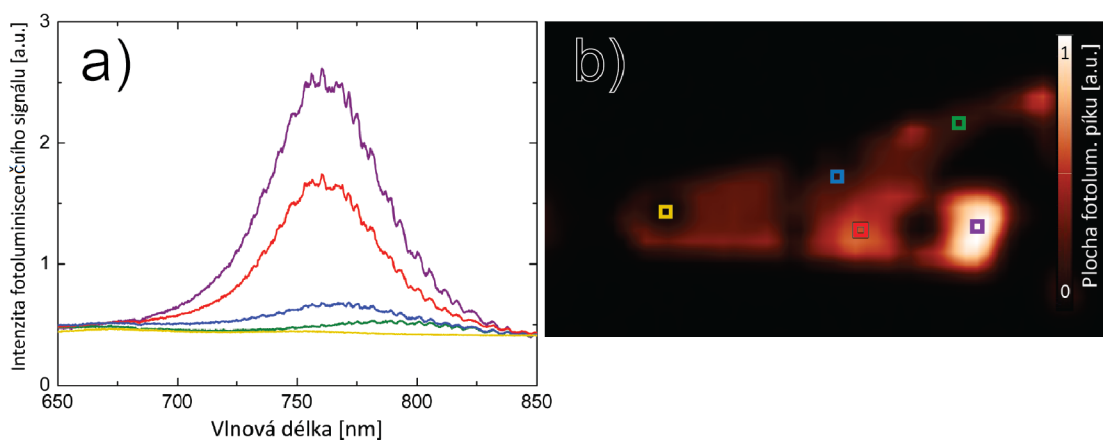 a)
Intenzita fotoluminiscenčního signálu [a.u.]
3
2
1
0
650
700
750
800
850
Vlnová délka [nm]
b)
1
0
Plocha fotolum. píku [a.u.]